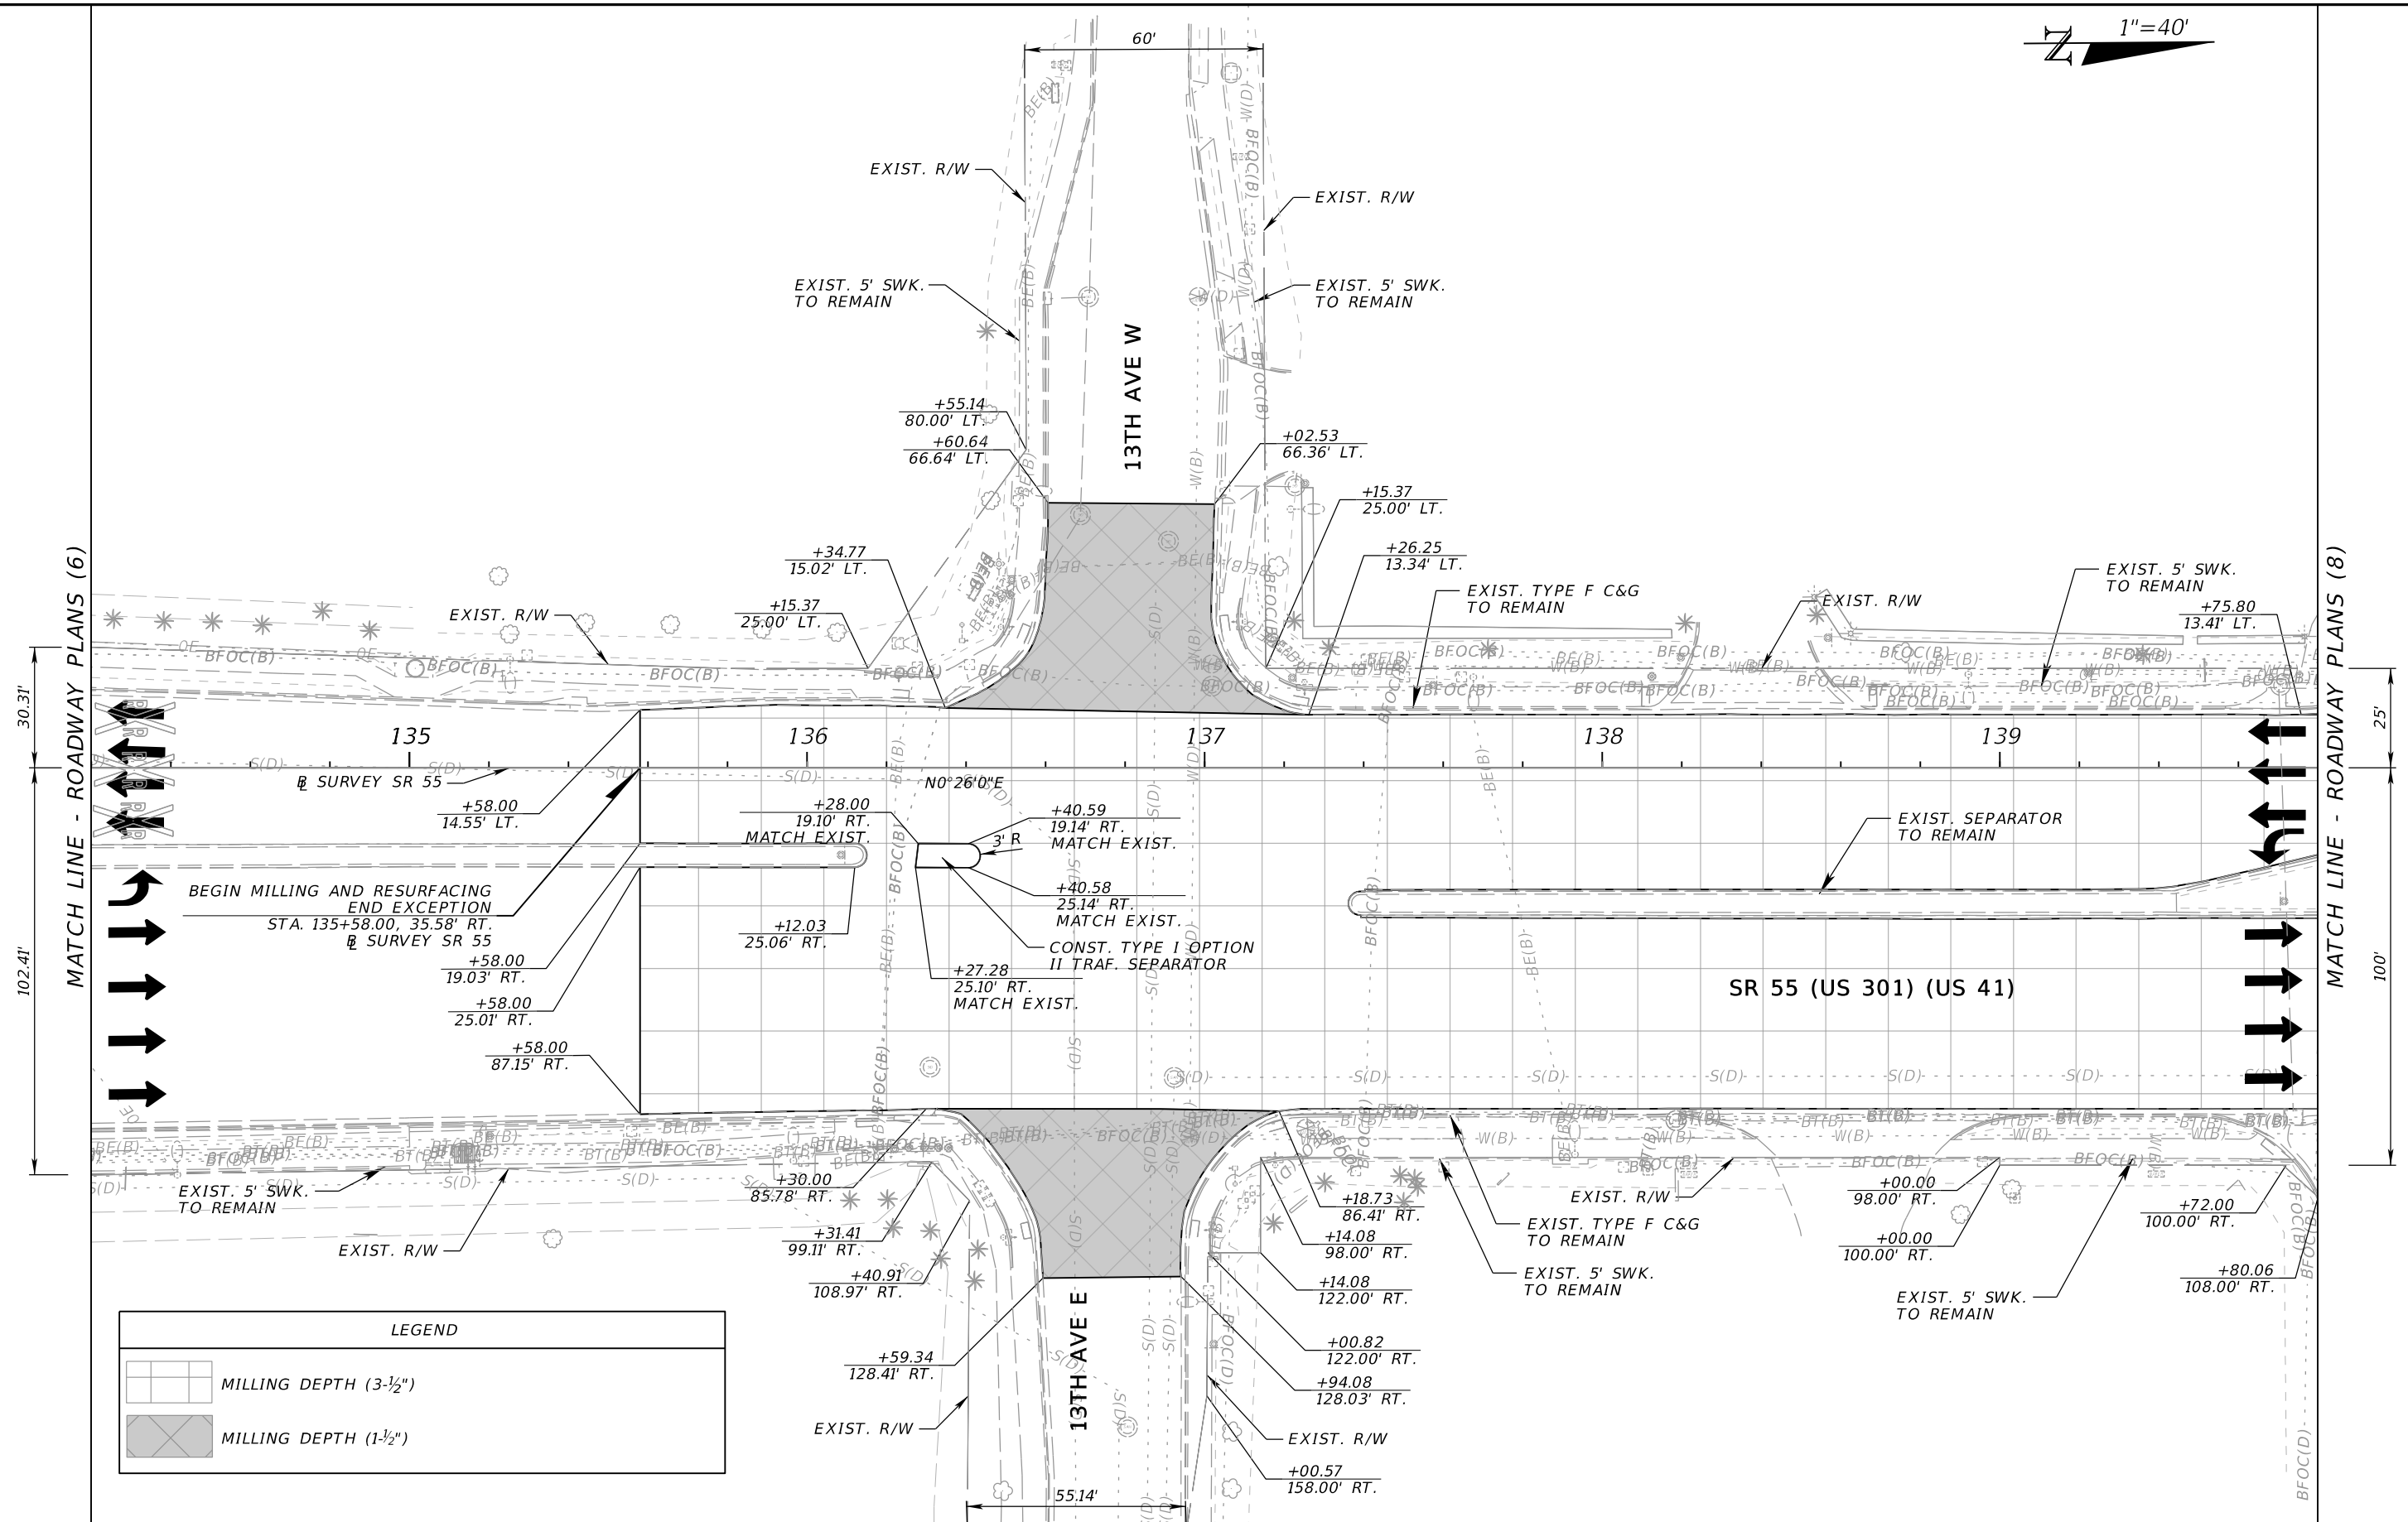 1"=40'
N
60'
EXIST. R/W
EXIST. R/W
EXIST. 5' SWK.
TO REMAIN
EXIST. 5' SWK.
TO REMAIN
13TH AVE W
+55.14
80.00' LT.
+60.64
66.64' LT.
+02.53
66.36' LT.
+15.37
25.00' LT.
+34.77
15.02' LT.
+26.25
13.34' LT.
EXIST. TYPE F C&G
TO REMAIN
EXIST. R/W
EXIST. 5' SWK.
TO REMAIN
+75.80
13.41' LT.
EXIST. R/W
+15.37
25.00' LT.
MATCH LINE - ROADWAY PLANS (6)
MATCH LINE - ROADWAY PLANS (8)
30.31'
102.41'
25'
100'
135
136
137
138
139
BL SURVEY SR 55
N0°26'0"E
+58.00
14.55' LT.
+28.00
19.10' RT.
MATCH EXIST.
+40.59
19.14' RT.
MATCH EXIST.
3' R
EXIST. SEPARATOR
TO REMAIN
BEGIN MILLING AND RESURFACING
END EXCEPTION
STA. 135+58.00, 35.58' RT.
BL SURVEY SR 55
+40.58
25.14' RT.
MATCH EXIST.
+12.03
25.06' RT.
CONST. TYPE I OPTION
II TRAF. SEPARATOR
+58.00
19.03' RT.
+27.28
25.10' RT.
MATCH EXIST.
+58.00
25.01' RT.
SR 55 (US 301) (US 41)
+58.00
87.15' RT.
EXIST. 5' SWK.
TO REMAIN
EXIST. R/W
+30.00
85.78' RT.
+31.41
99.11' RT.
+40.91
108.97' RT.
+18.73
86.41' RT.
+14.08
98.00' RT.
+14.08
122.00' RT.
EXIST. R/W
EXIST. TYPE F C&G
TO REMAIN
EXIST. 5' SWK.
TO REMAIN
+00.00
98.00' RT.
+00.00
100.00' RT.
+72.00
100.00' RT.
+80.06
108.00' RT.
EXIST. 5' SWK.
TO REMAIN
LEGEND
MILLING DEPTH (3-½")
MILLING DEPTH (1-½")
+59.34
128.41' RT.
13TH AVE E
+00.82
122.00' RT.
+94.08
128.03' RT.
EXIST. R/W
EXIST. R/W
+00.57
158.00' RT.
55.14'
BFOC(B)
BE(B)
W(B)
W(D)
S(D)
BT(B)
BFOC(D)
OE